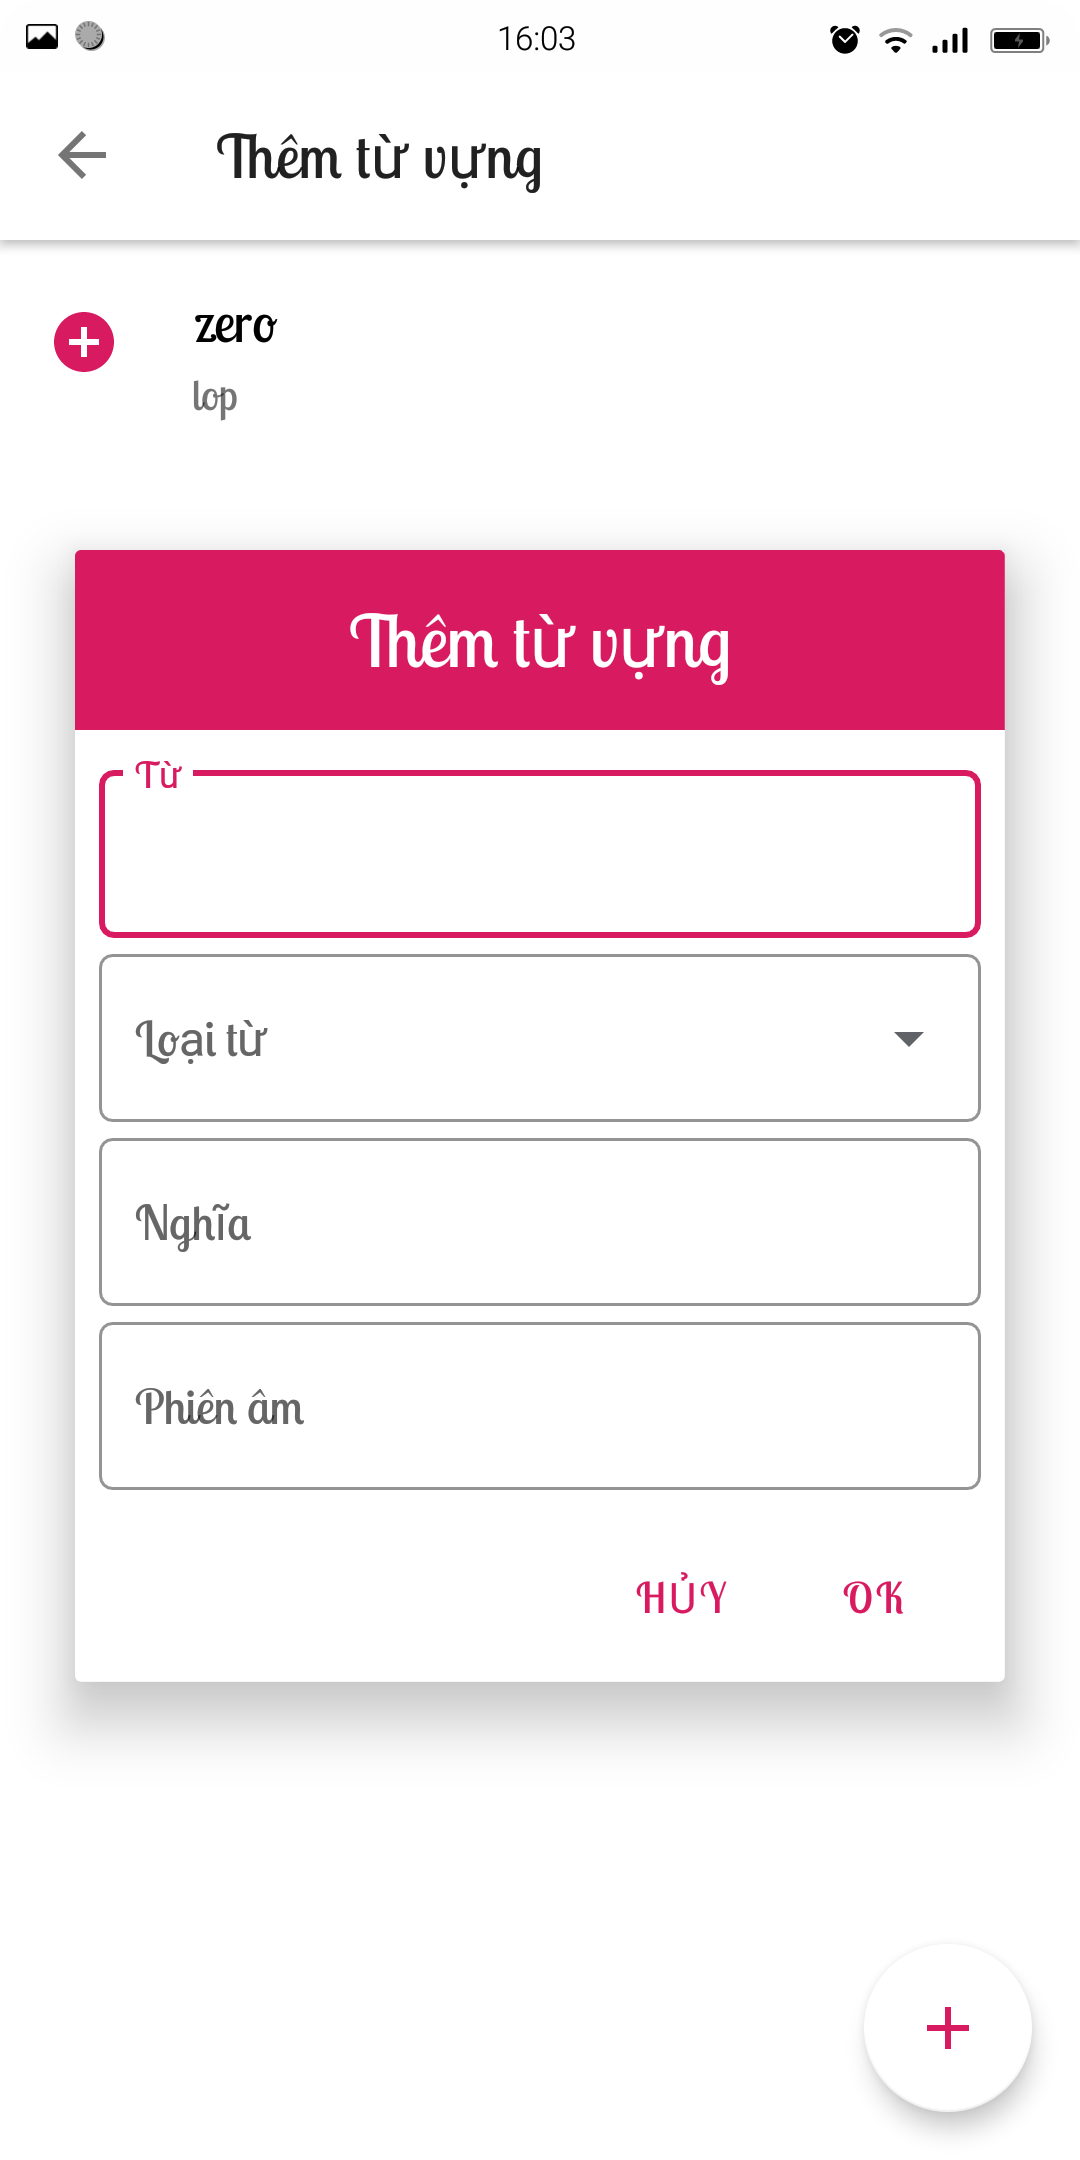 16:03
Thêm từ vựng
zero
lop
Thêm từ vựng
Từ
Loại từ
Nghĩa
Phiên âm
HỦY OK